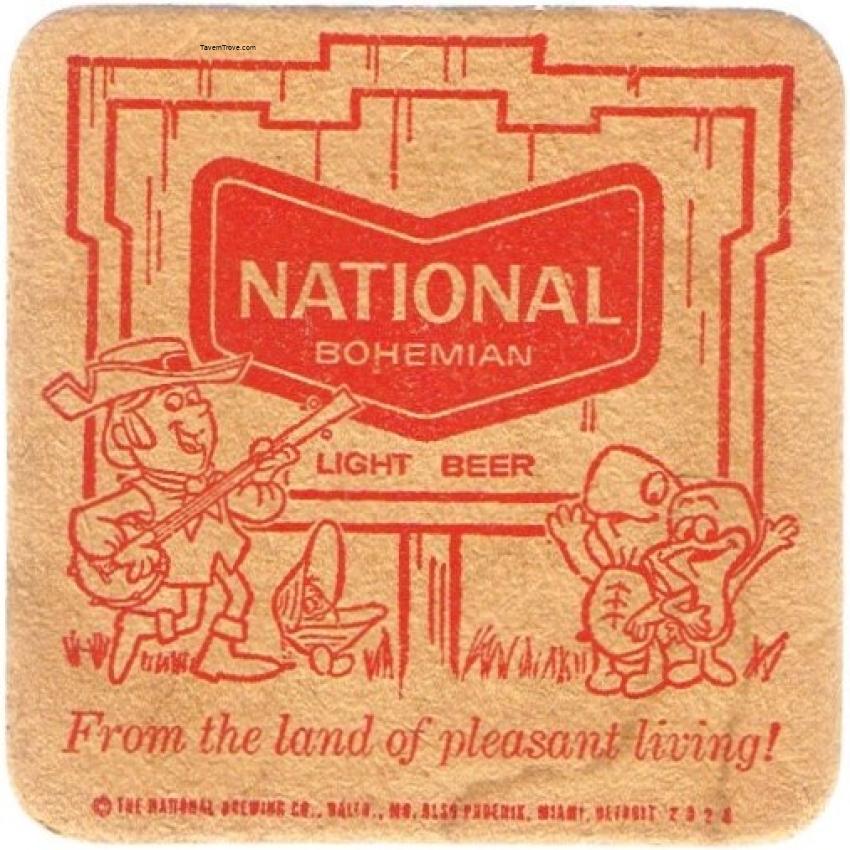 TavernTrove.com
NATIONAL
BOHEMIAN
LIGHT BEER
From the land of pleasant living!
© THE NATIONAL BREWING CO., BALTO., MD. ALSO PHOENIX, MIAMI, DETROIT